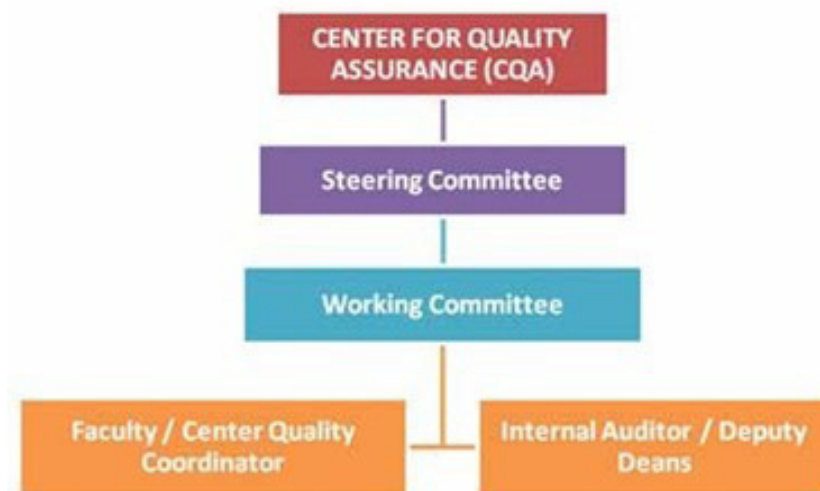 CENTER FOR QUALITY
ASSURANCE (CQA)
Steering Committee
Working Committee
Faculty / Center Quality
Coordinator
Internal Auditor / Deputy
Deans